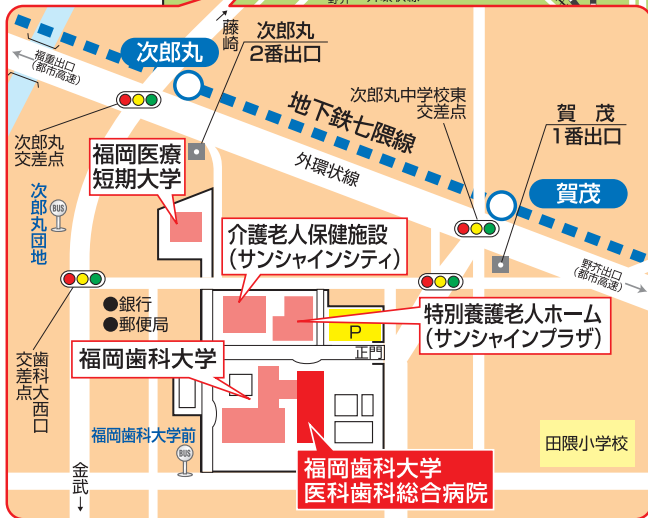 野芥
外環状線
↗藤崎
次郎丸
2番出口
次郎丸
福重出口
(都市高速)
次郎丸中学校東
交差点
賀茂
1番出口
地下鉄七隈線
次郎丸
交差点
福岡医療
短期大学
外環状線
賀茂
次郎丸団地
BUS
介護老人保健施設
(サンシャインシティ)
野芥出口
(都市高速)
●銀行
●郵便局
特別養護老人ホーム
(サンシャインプラザ)
P
正門
福岡歯科大学
歯科大西口
交差点
福岡歯科大学前
BUS
田隈小学校
福岡歯科大学
医科歯科総合病院
金武
↓